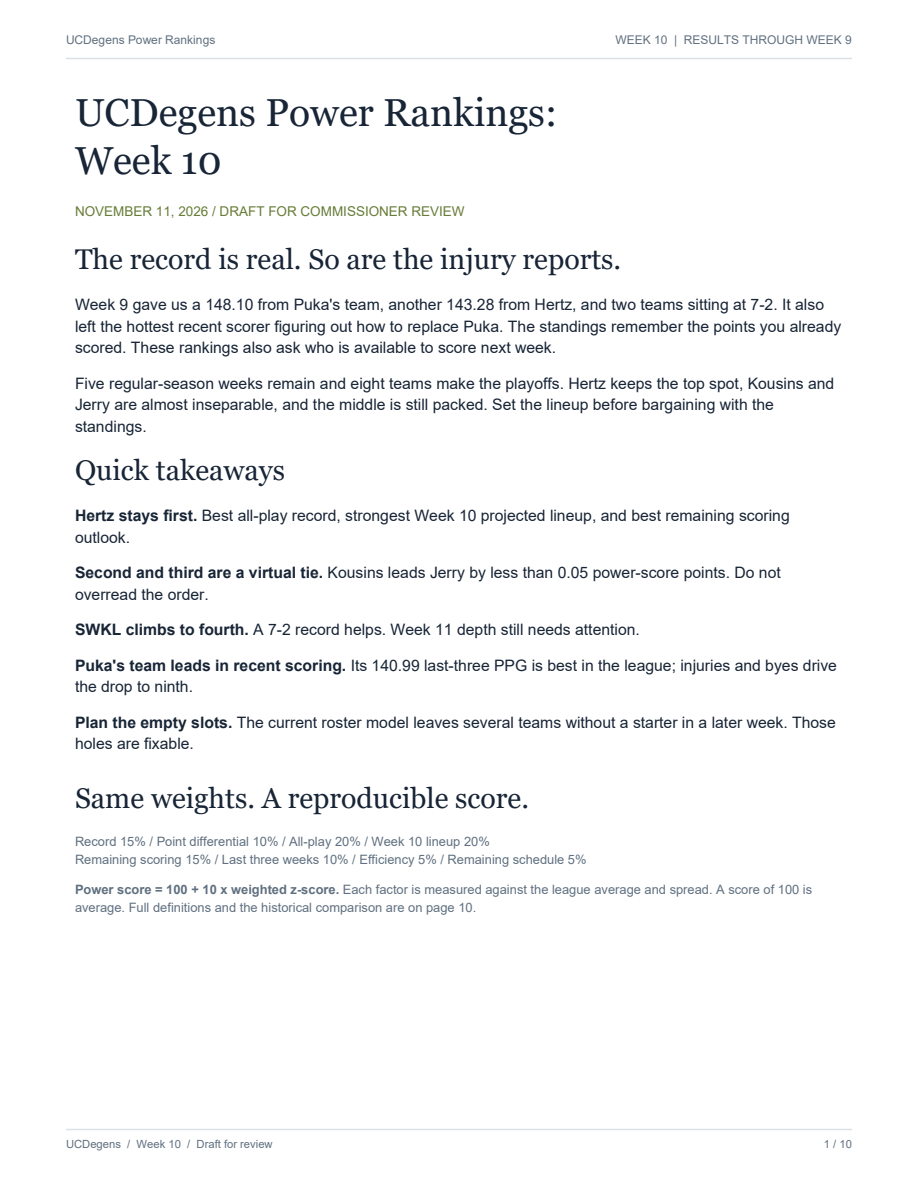 UCDegens Power Rankings
WEEK 10 | RESULTS THROUGH WEEK 9
UCDegens Power Rankings:
Week 10
NOVEMBER 11, 2026 / DRAFT FOR COMMISSIONER REVIEW
The record is real. So are the injury reports.
Week 9 gave us a 148.10 from Puka's team, another 143.28 from Hertz, and two teams sitting at 7-2. It also
left the hottest recent scorer figuring out how to replace Puka. The standings remember the points you already
scored. These rankings also ask who is available to score next week.
Five regular-season weeks remain and eight teams make the playoffs. Hertz keeps the top spot, Kousins and
Jerry are almost inseparable, and the middle is still packed. Set the lineup before bargaining with the
standings.
Quick takeaways
Hertz stays first. Best all-play record, strongest Week 10 projected lineup, and best remaining scoring
outlook.
Second and third are a virtual tie. Kousins leads Jerry by less than 0.05 power-score points. Do not
overread the order.
SWKL climbs to fourth. A 7-2 record helps. Week 11 depth still needs attention.
Puka's team leads in recent scoring. Its 140.99 last-three PPG is best in the league; injuries and byes drive
the drop to ninth.
Plan the empty slots. The current roster model leaves several teams without a starter in a later week. Those
holes are fixable.
Same weights. A reproducible score.
Record 15% / Point differential 10% / All-play 20% / Week 10 lineup 20%
Remaining scoring 15% / Last three weeks 10% / Efficiency 5% / Remaining schedule 5%
Power score = 100 + 10 x weighted z-score. Each factor is measured against the league average and spread. A score of 100 is
average. Full definitions and the historical comparison are on page 10.
UCDegens / Week 10 / Draft for review
1 / 10